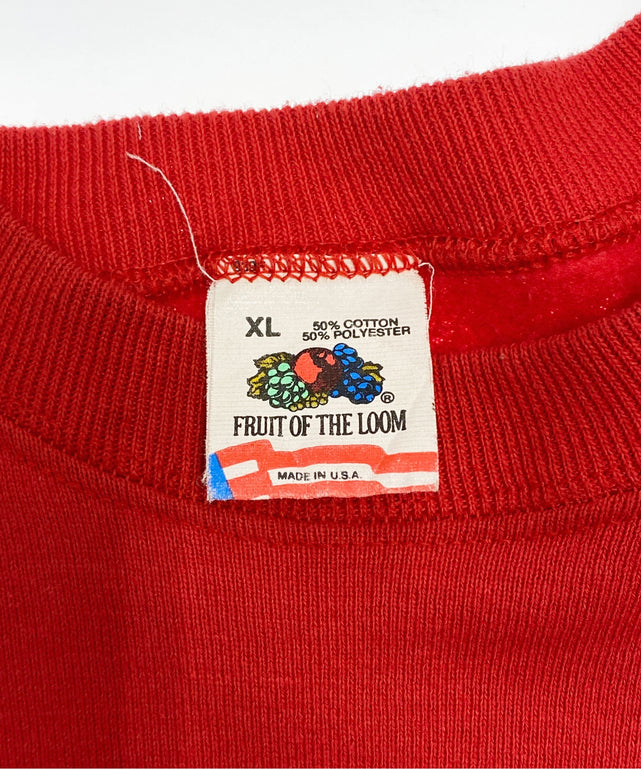 XL
50% COTTON
50% POLYESTER
®
FRUIT OF THE LOOM
MADE IN U.S.A.